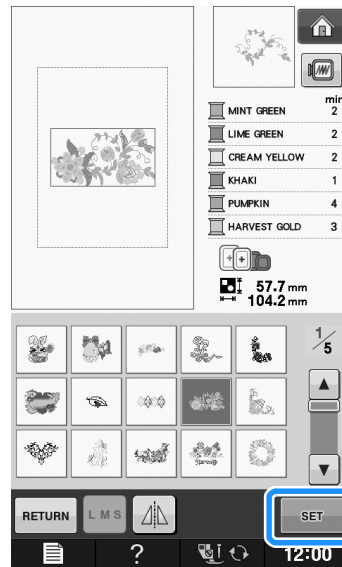 min
MINT GREEN 2
LIME GREEN 2
CREAM YELLOW 2
KHAKI 1
PUMPKIN 4
HARVEST GOLD 3
57.7 mm
104.2 mm
1/5
RETURN L M S SET
? 12:00